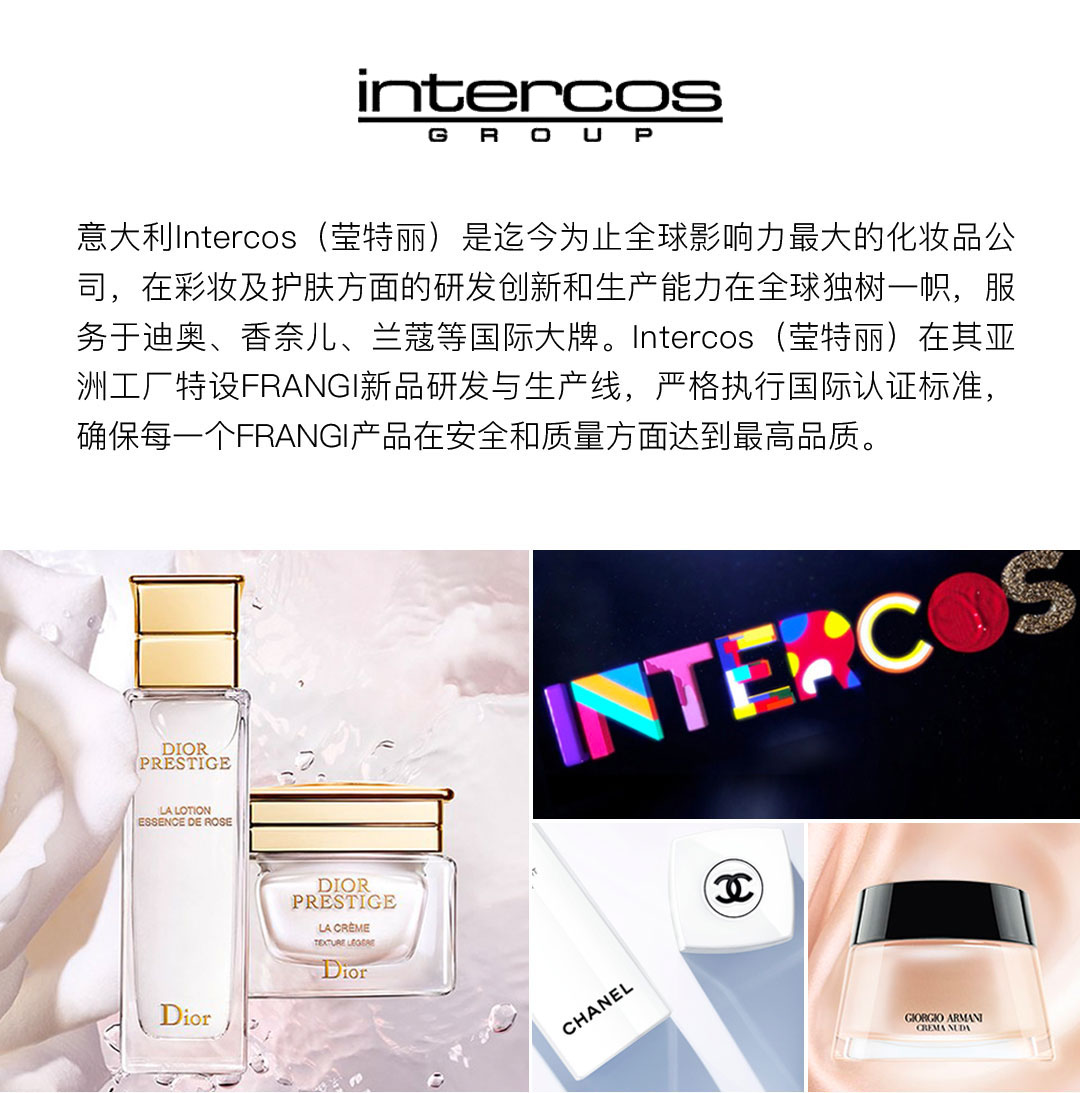 intercos
GROUP
意大利Intercos（莹特丽）是迄今为止全球影响力最大的化妆品公
司，在彩妆及护肤方面的研发创新和生产能力在全球独树一帜，服
务于迪奥、香奈儿、兰蔻等国际大牌。Intercos（莹特丽）在其亚
洲工厂特设FRANGI新品研发与生产线，严格执行国际认证标准，
确保每一个FRANGI产品在安全和质量方面达到最高品质。
INTERCOS
DIOR
PRESTIGE
LA LOTION
ESSENCE DE ROSE
Dior
DIOR
PRESTIGE
LA CRÈME
TEXTURE LÉGÈRE
Dior
CHANEL
GIORGIO ARMANI
CREMA NUDA